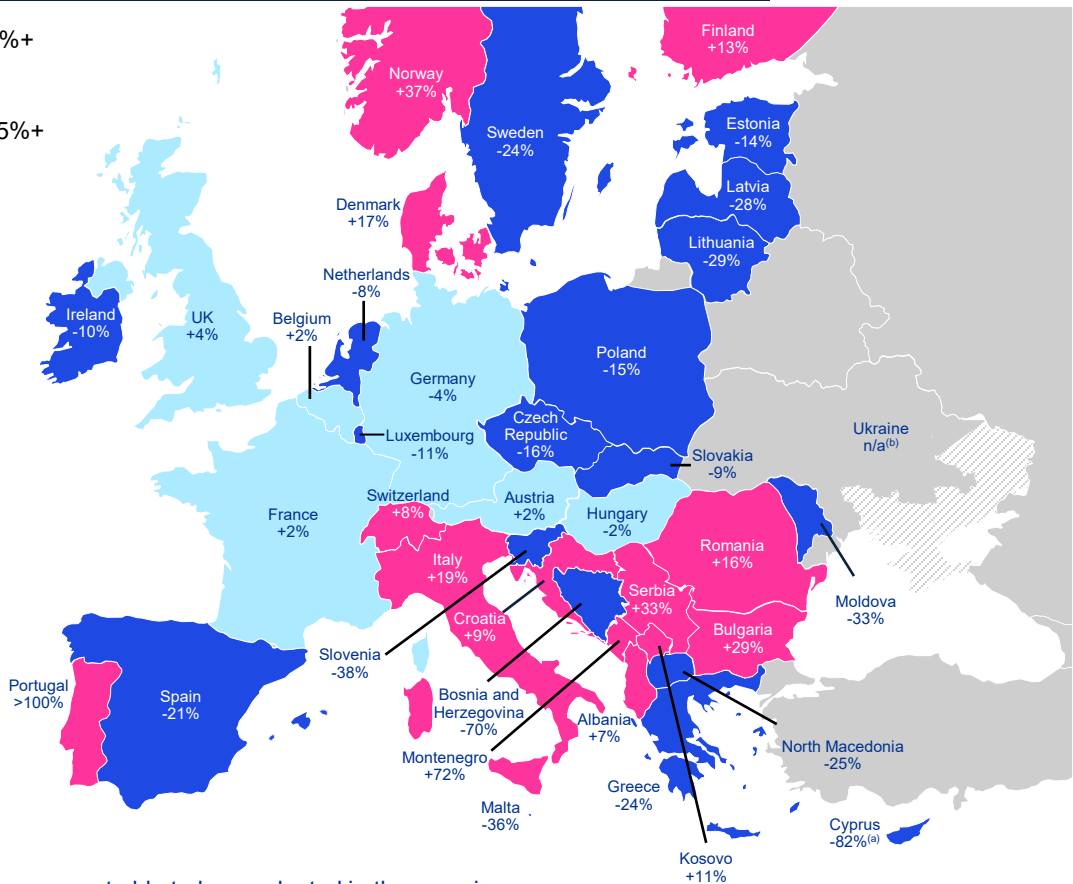 %+
5%+
Finland
+13%
Norway
+37%
Sweden
-24%
Estonia
-14%
Latvia
-28%
Denmark
+17%
Lithuania
-29%
Netherlands
-8%
Ireland
-10%
UK
+4%
Belgium
+2%
Poland
-15%
Germany
-4%
Czech
Republic
-16%
Ukraine
n/a(b)
Luxembourg
-11%
Slovakia
-9%
Switzerland
+8%
Austria
+2%
France
+2%
Hungary
-2%
Romania
+16%
Italy
+19%
Serbia
+33%
Moldova
-33%
Croatia
+9%
Bulgaria
+29%
Slovenia
-38%
Portugal
>100%
Spain
-21%
Bosnia and
Herzegovina
-70%
Albania
+7%
Montenegro
+72%
North Macedonia
-25%
Greece
-24%
Malta
-36%
Cyprus
-82%(a)
Kosovo
+11%